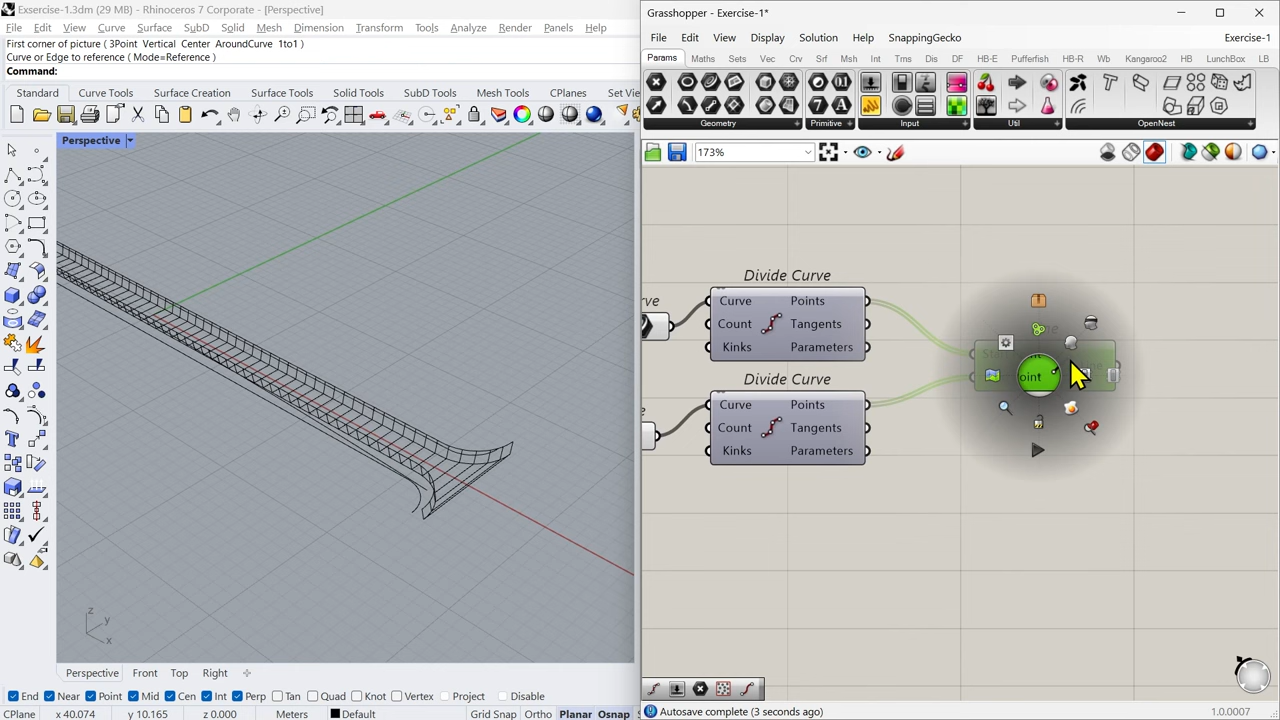 Exsercise-1.3dm (29 MB) - Rhinoceros 7 Corporate - [Perspective]
File Edit View Curve Surface SubD Solid Mesh Dimension Transform Tools Analyze Render Panels Help
First corner of picture ( 3Point Vertical Center AroundCurve 1to1 )
Curve or Edge to reference ( Mode=Reference )
Command:
Standard Curve Tools Surface Creation Surface Tools Solid Tools SubD Tools Mesh Tools CPlanes Set Vie
Perspective
z
y
x
Perspective Front Top Right
End Near Point Mid Cen Int Perp Tan Quad Knot Vertex Project Disable
CPlane x 40.074 y 10.165 z 0.000 Meters Default Grid Snap Ortho Planar Osnap
Grasshopper - Exercise-1*
File Edit View Display Solution Help SnappingGecko Exercise-1
Params Maths Sets Vec Crv Srf Msh Int Trns Dis DF HB-E Pufferfish HB-R Wb Kangaroo2 HB LunchBox LB
Geometry Primitive Input Util OpenNest
173%
Divide Curve
rve
Curve Points
Count Tangents
Kinks Parameters
Divide Curve
Curve Points
Count Tangents
Kinks Parameters
oint
Autosave complete (3 seconds ago) 1.0.0007